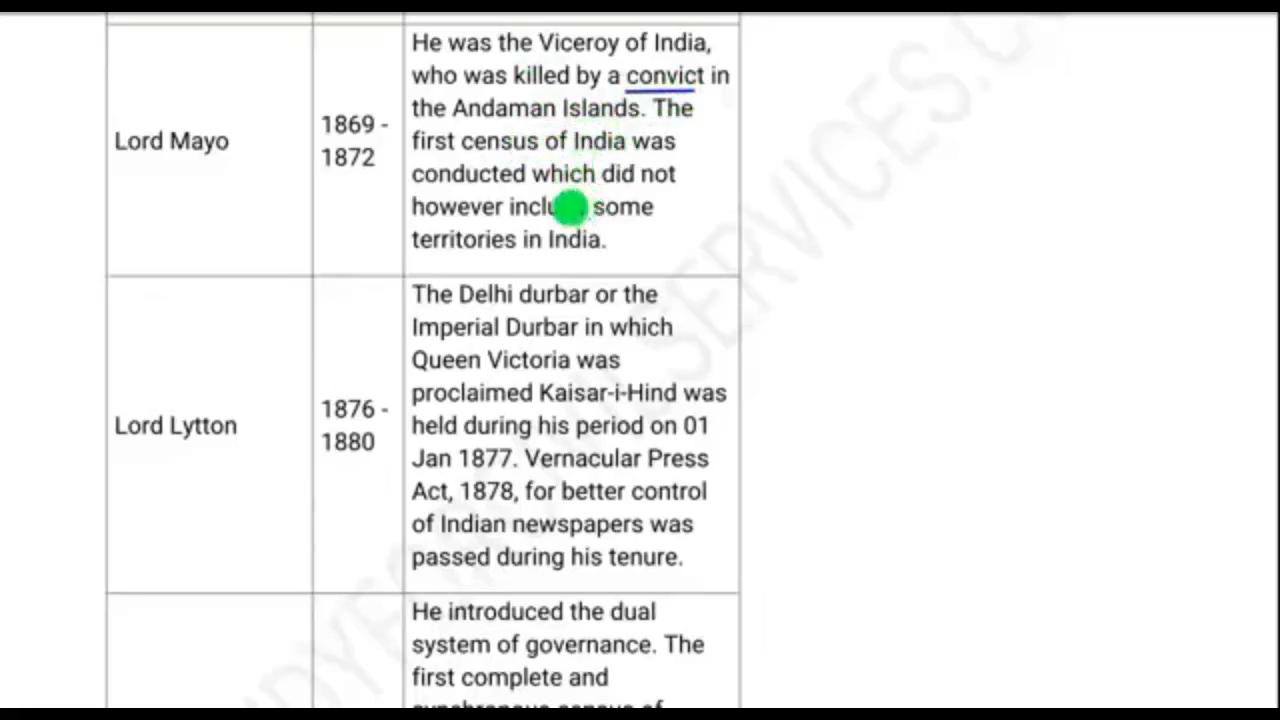 He was the Viceroy of India,
who was killed by a convict in
the Andaman Islands. The
Lord Mayo
1869 -
1872
first census of India was
conducted which did not
however some
territories in India.
The Delhi durbar or the
Imperial Durbar in which
Queen Victoria was
proclaimed Kaisar-i-Hind was
Lord Lytton
1876 -
1880
held during his period on 01
Jan 1877. Vernacular Press
Act, 1878, for better control
of Indian newspapers was
passed during his tenure.
He introduced the dual
system of governance. The
first complete and